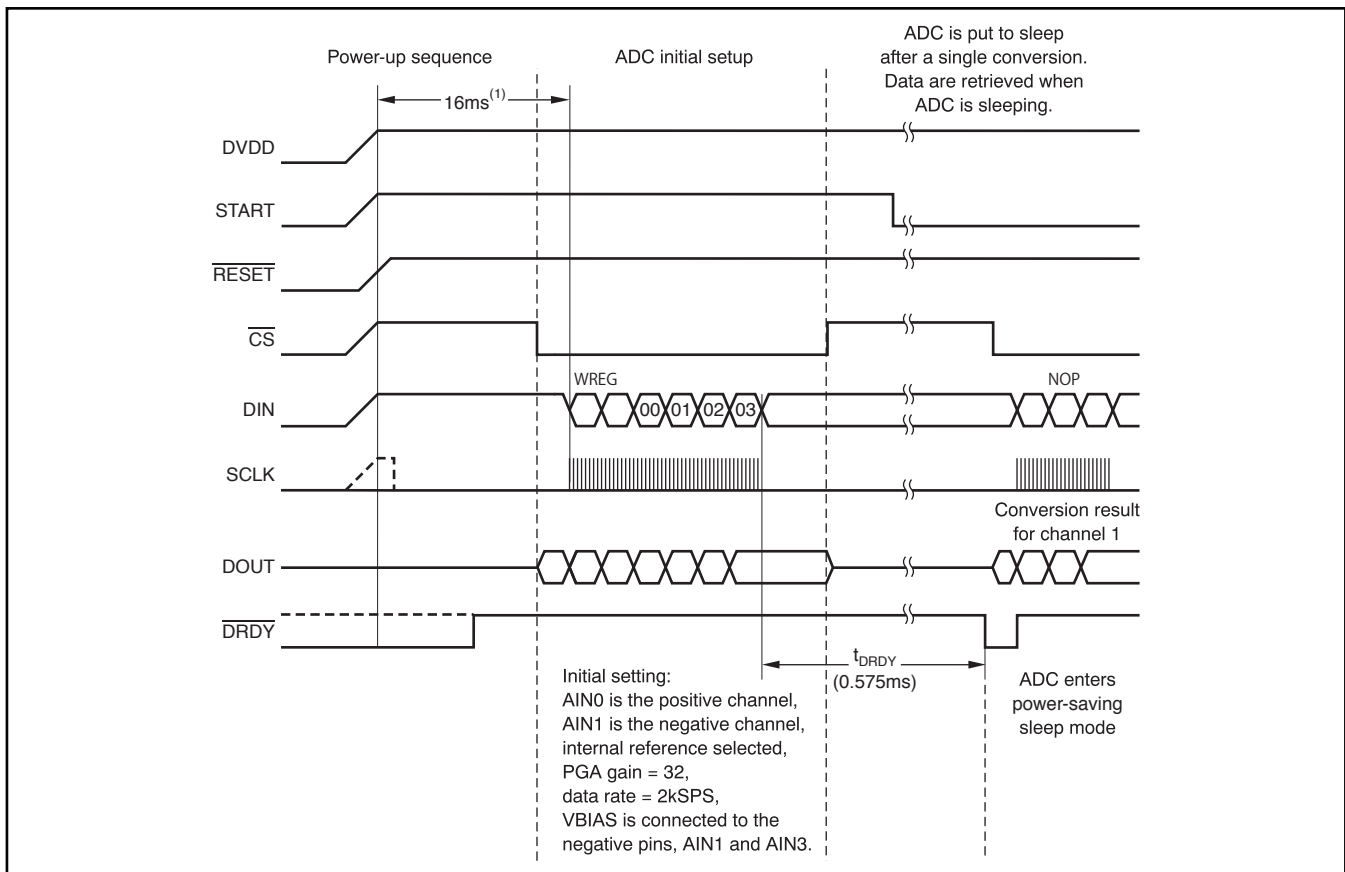 Power-up sequence
ADC initial setup
ADC is put to sleep
after a single conversion.
Data are retrieved when
ADC is sleeping.
16ms(1)
DVDD
START
RESET
CS
WREG
NOP
DIN
00 01 02 03
SCLK
Conversion result
for channel 1
DOUT
DRDY
tDRDY
(0.575ms)
Initial setting:
AIN0 is the positive channel,
AIN1 is the negative channel,
internal reference selected,
PGA gain = 32,
data rate = 2kSPS,
VBIAS is connected to the
negative pins, AIN1 and AIN3.
ADC enters
power-saving
sleep mode